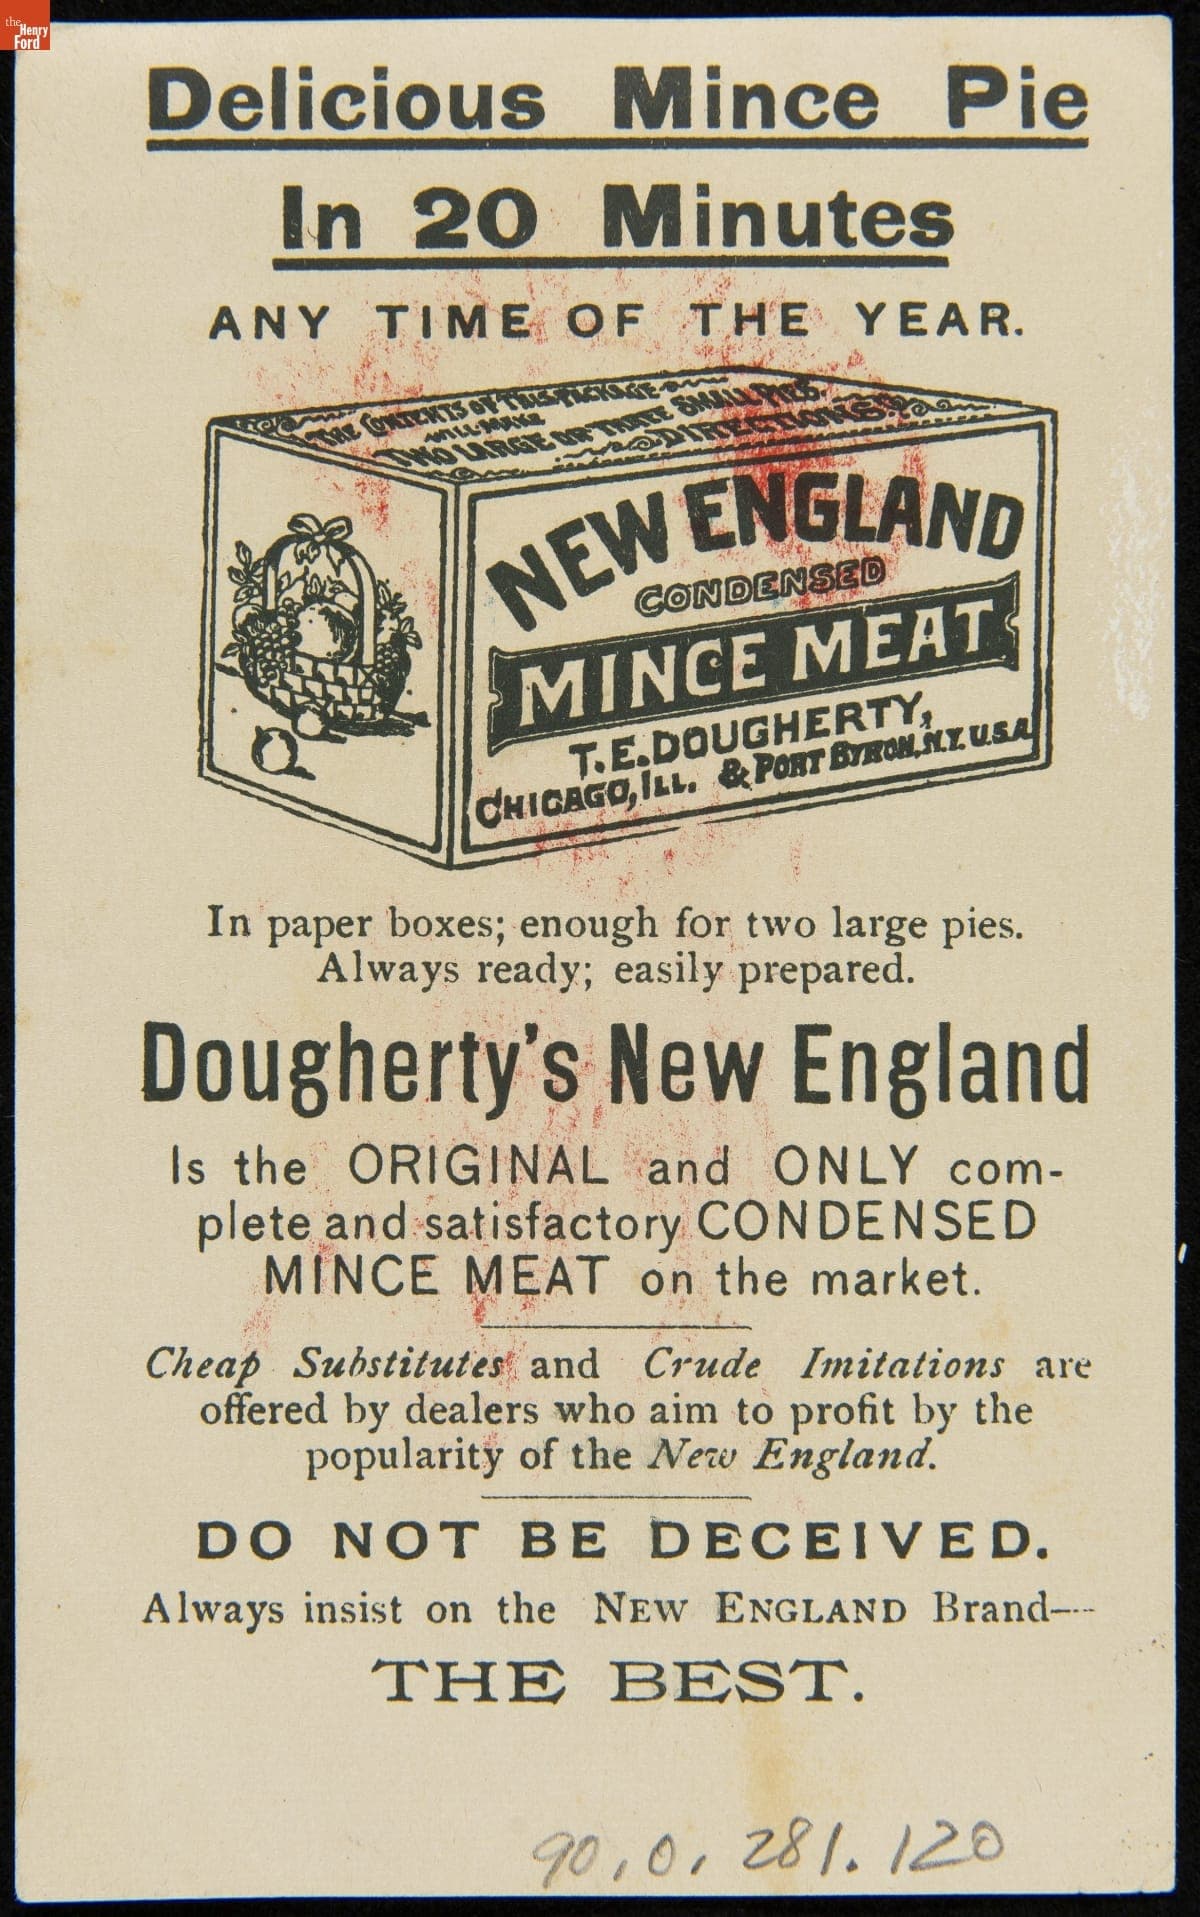 the
Henry
Ford
Delicious Mince Pie
In 20 Minutes
ANY TIME OF THE YEAR.
THE CONTENTS OF THIS PACKAGE
WILL MAKE
TWO LARGE OR THREE SMALL PIES.
DIRECTIONS
NEW ENGLAND
CONDENSED
MINCE MEAT
T.E. DOUGHERTY,
CHICAGO, ILL. & PORT BYRON, N.Y. U.S.A.
In paper boxes; enough for two large pies.
Always ready; easily prepared.
Dougherty's New England
Is the ORIGINAL and ONLY com-
plete and satisfactory CONDENSED
MINCE MEAT on the market.
Cheap Substitutes and Crude Imitations are
offered by dealers who aim to profit by the
popularity of the New England.
DO NOT BE DECEIVED.
Always insist on the NEW ENGLAND Brand—
THE BEST.
90.0.281.120